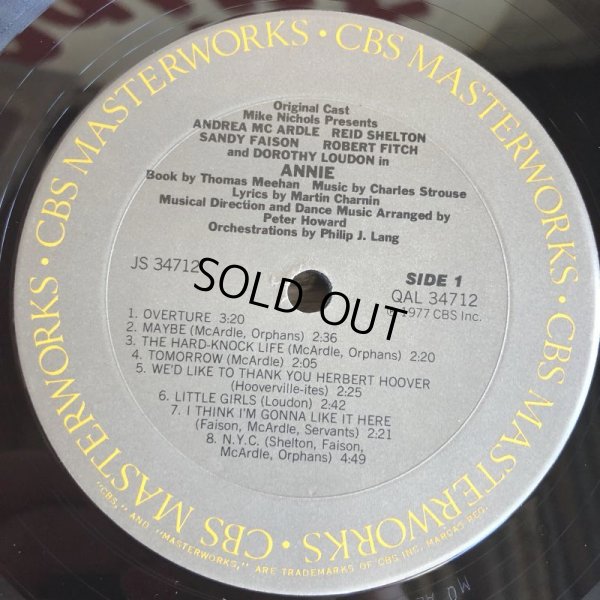 · CBS MASTERWORKS · CBS MASTERWORKS · CBS MASTERWORKS · CBS MASTERWORKS
Original Cast
Mike Nichols Presents
ANDREA MC ARDLE REID SHELTON
SANDY FAISON ROBERT FITCH
and DOROTHY LOUDON in
ANNIE
Book by Thomas Meehan Music by Charles Strouse
Lyrics by Martin Charnin
Musical Direction and Dance Music Arranged by
Peter Howard
Orchestrations by Philip J. Lang
JS 34712
SIDE 1
QAL 34712
℗ 1977 CBS Inc.
SOLD OUT
1. OVERTURE 3:20
2. MAYBE (McArdle, Orphans) 2:36
3. THE HARD-KNOCK LIFE (McArdle, Orphans) 2:20
4. TOMORROW (McArdle) 2:05
5. WE'D LIKE TO THANK YOU HERBERT HOOVER
(Hooverville-ites) 2:25
6. LITTLE GIRLS (Loudon) 2:42
7. I THINK I'M GONNA LIKE IT HERE
(Faison, McArdle, Servants) 2:21
8. N.Y.C. (Shelton, Faison,
McArdle, Orphans) 4:49
"CBS," AND "MASTERWORKS," ARE TRADEMARKS OF CBS INC. MARCAS REG.